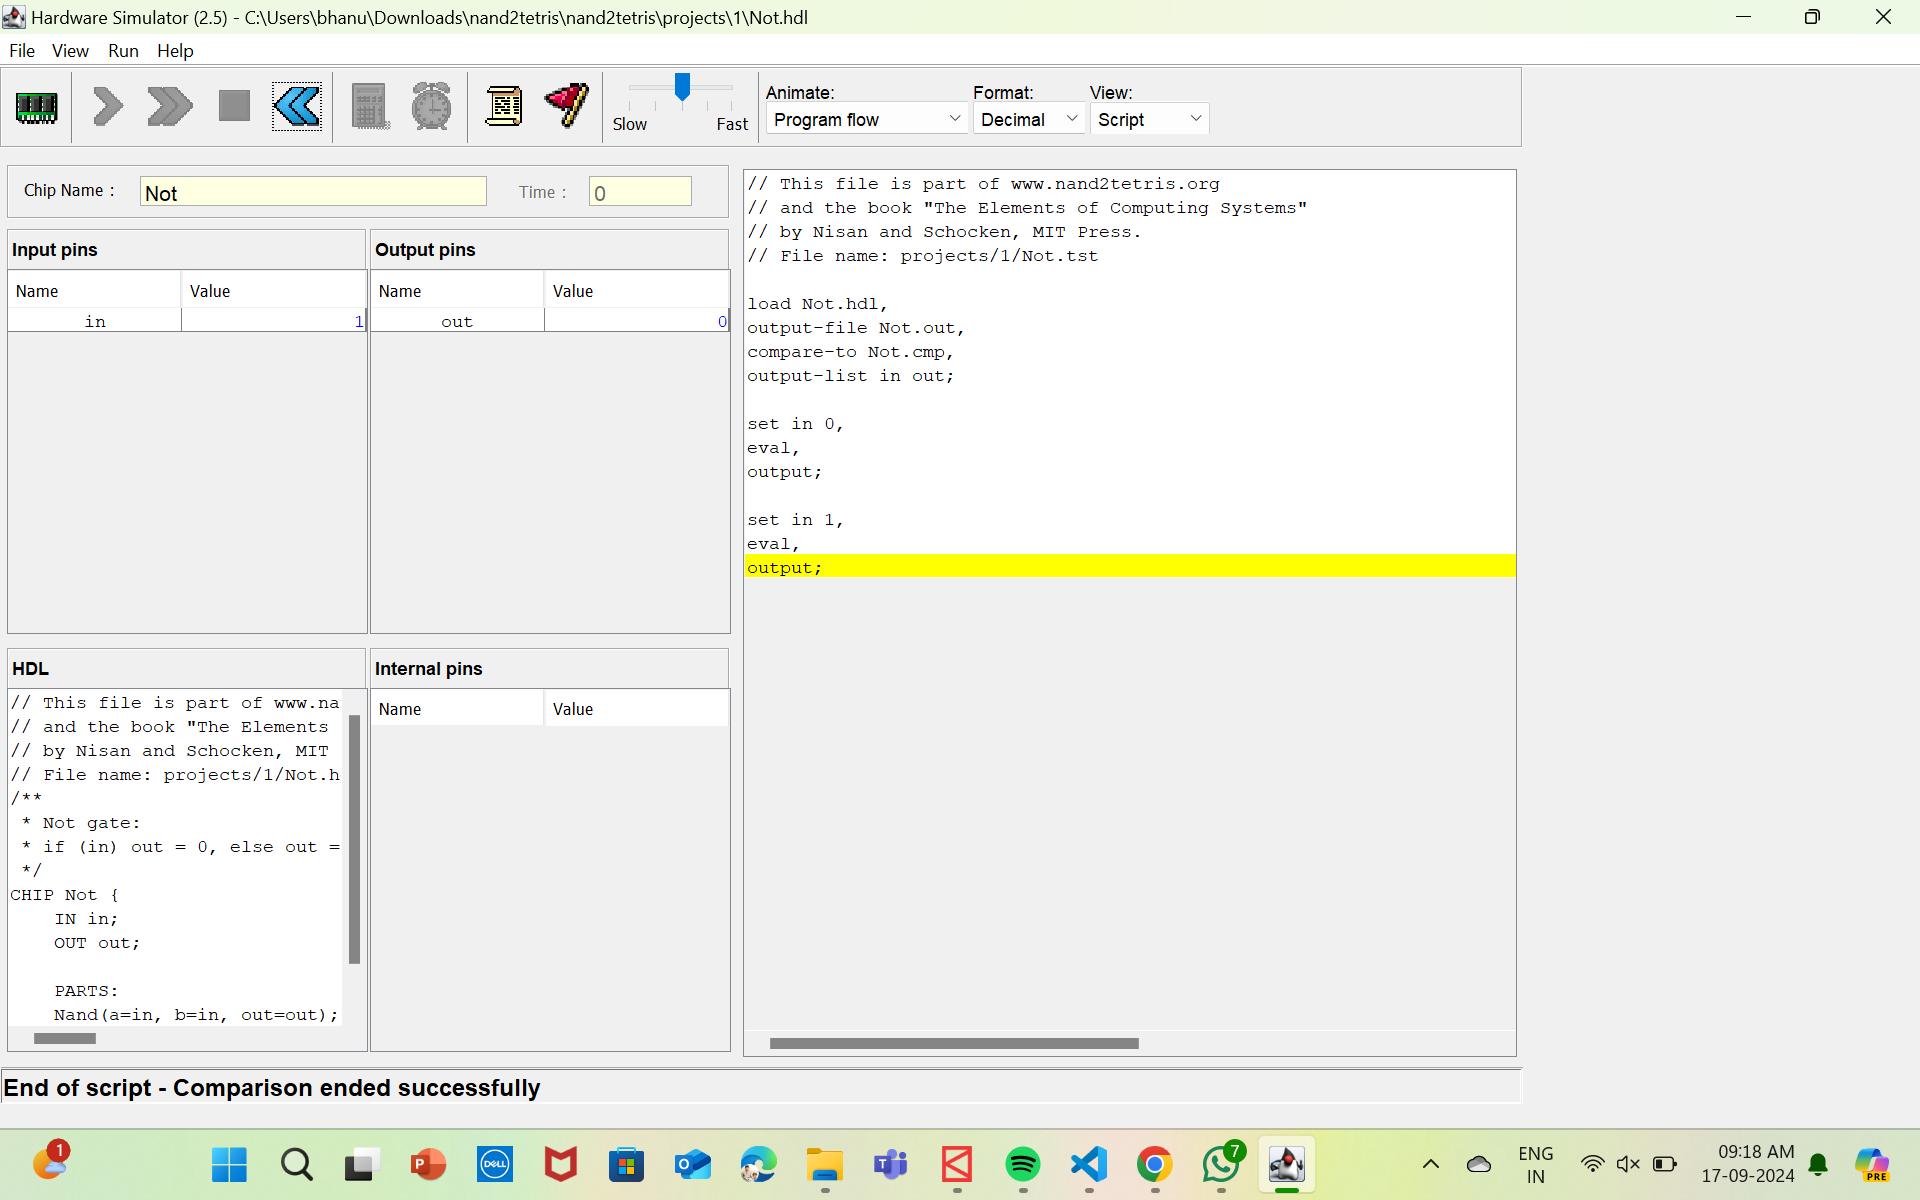 Hardware Simulator (2.5) - C:\Users\bhanu\Downloads\nand2tetris\nand2tetris\projects\1\Not.hdl
File View Run Help
Slow Fast
Animate: Format: View:
Program flow Decimal Script
Chip Name : Not Time : 0
Input pins
Name Value
in 1
Output pins
Name Value
out 0
HDL
// This file is part of www.na
// and the book "The Elements
// by Nisan and Schocken, MIT
// File name: projects/1/Not.h
/**
* Not gate:
* if (in) out = 0, else out =
*/
CHIP Not {
IN in;
OUT out;
PARTS:
Nand(a=in, b=in, out=out);
Internal pins
Name Value
// This file is part of www.nand2tetris.org
// and the book "The Elements of Computing Systems"
// by Nisan and Schocken, MIT Press.
// File name: projects/1/Not.tst
load Not.hdl,
output-file Not.out,
compare-to Not.cmp,
output-list in out;
set in 0,
eval,
output;
set in 1,
eval,
output;
End of script - Comparison ended successfully
1
P
DELL
7
ENG
IN
09:18 AM
17-09-2024
PRE